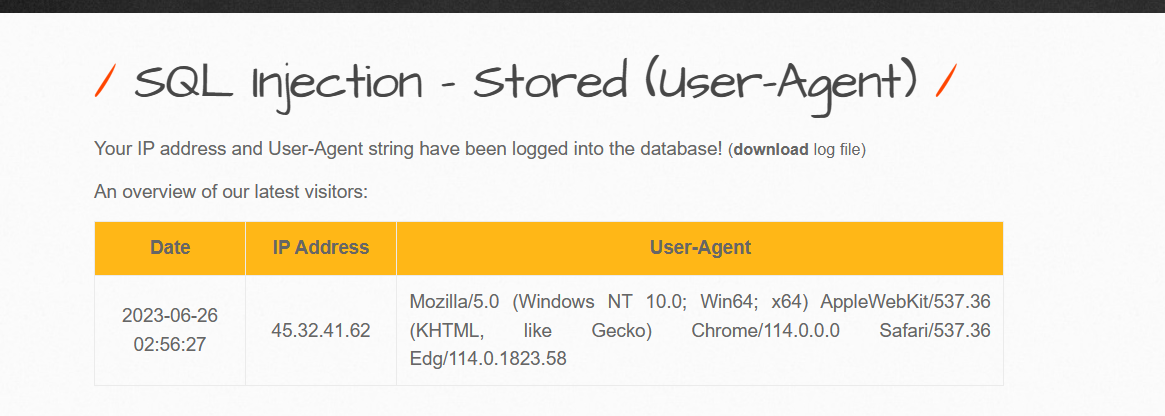 / SQL Injection - Stored (User-Agent) /
Your IP address and User-Agent string have been logged into the database! (download log file)
An overview of our latest visitors:
Date IP Address User-Agent
2023-06-26
02:56:27
45.32.41.62
Mozilla/5.0 (Windows NT 10.0; Win64; x64) AppleWebKit/537.36
(KHTML, like Gecko) Chrome/114.0.0.0 Safari/537.36
Edg/114.0.1823.58